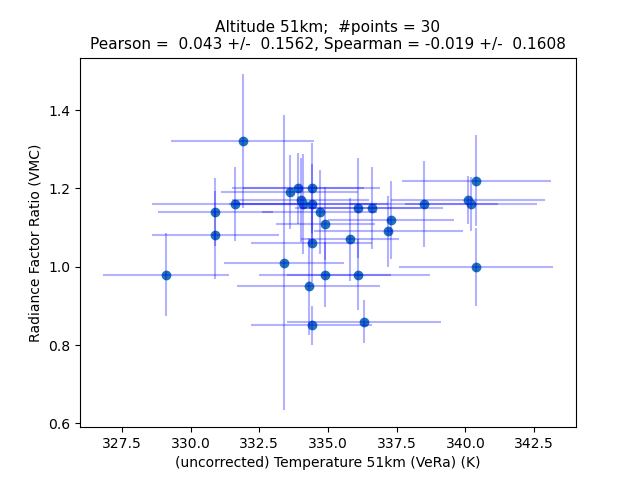 Altitude 51km;  #points = 30
Pearson =  0.043 +/-  0.1562, Spearman = -0.019 +/-  0.1608
1.4
1.2
1.0
0.8
0.6
Radiance Factor Ratio (VMC)
327.5 330.0 332.5 335.0 337.5 340.0 342.5
(uncorrected) Temperature 51km (VeRa) (K)